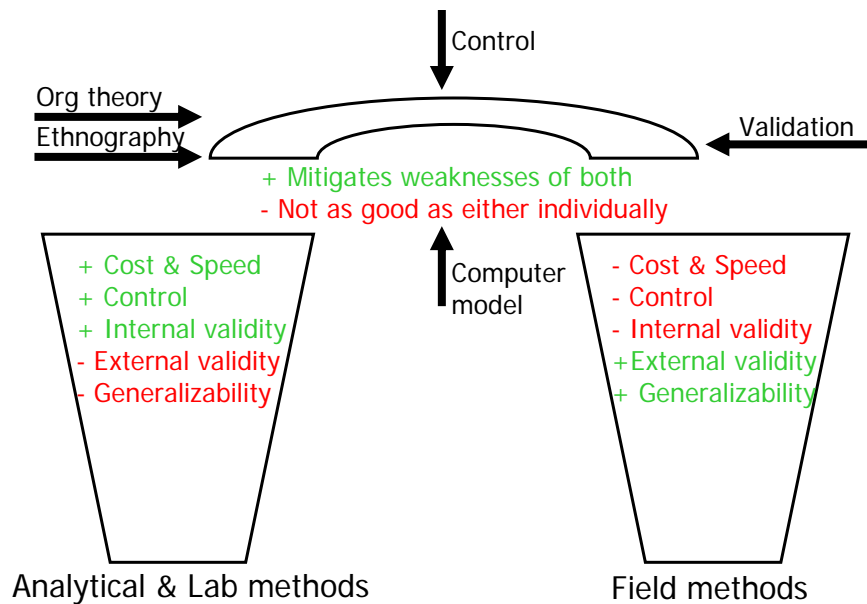 Control
Org theory
Ethnography
Validation
+ Mitigates weaknesses of both
- Not as good as either individually
+ Cost & Speed
+ Control
+ Internal validity
- External validity
- Generalizability
Computer
model
- Cost & Speed
- Control
- Internal validity
+External validity
+ Generalizability
Analytical & Lab methods
Field methods